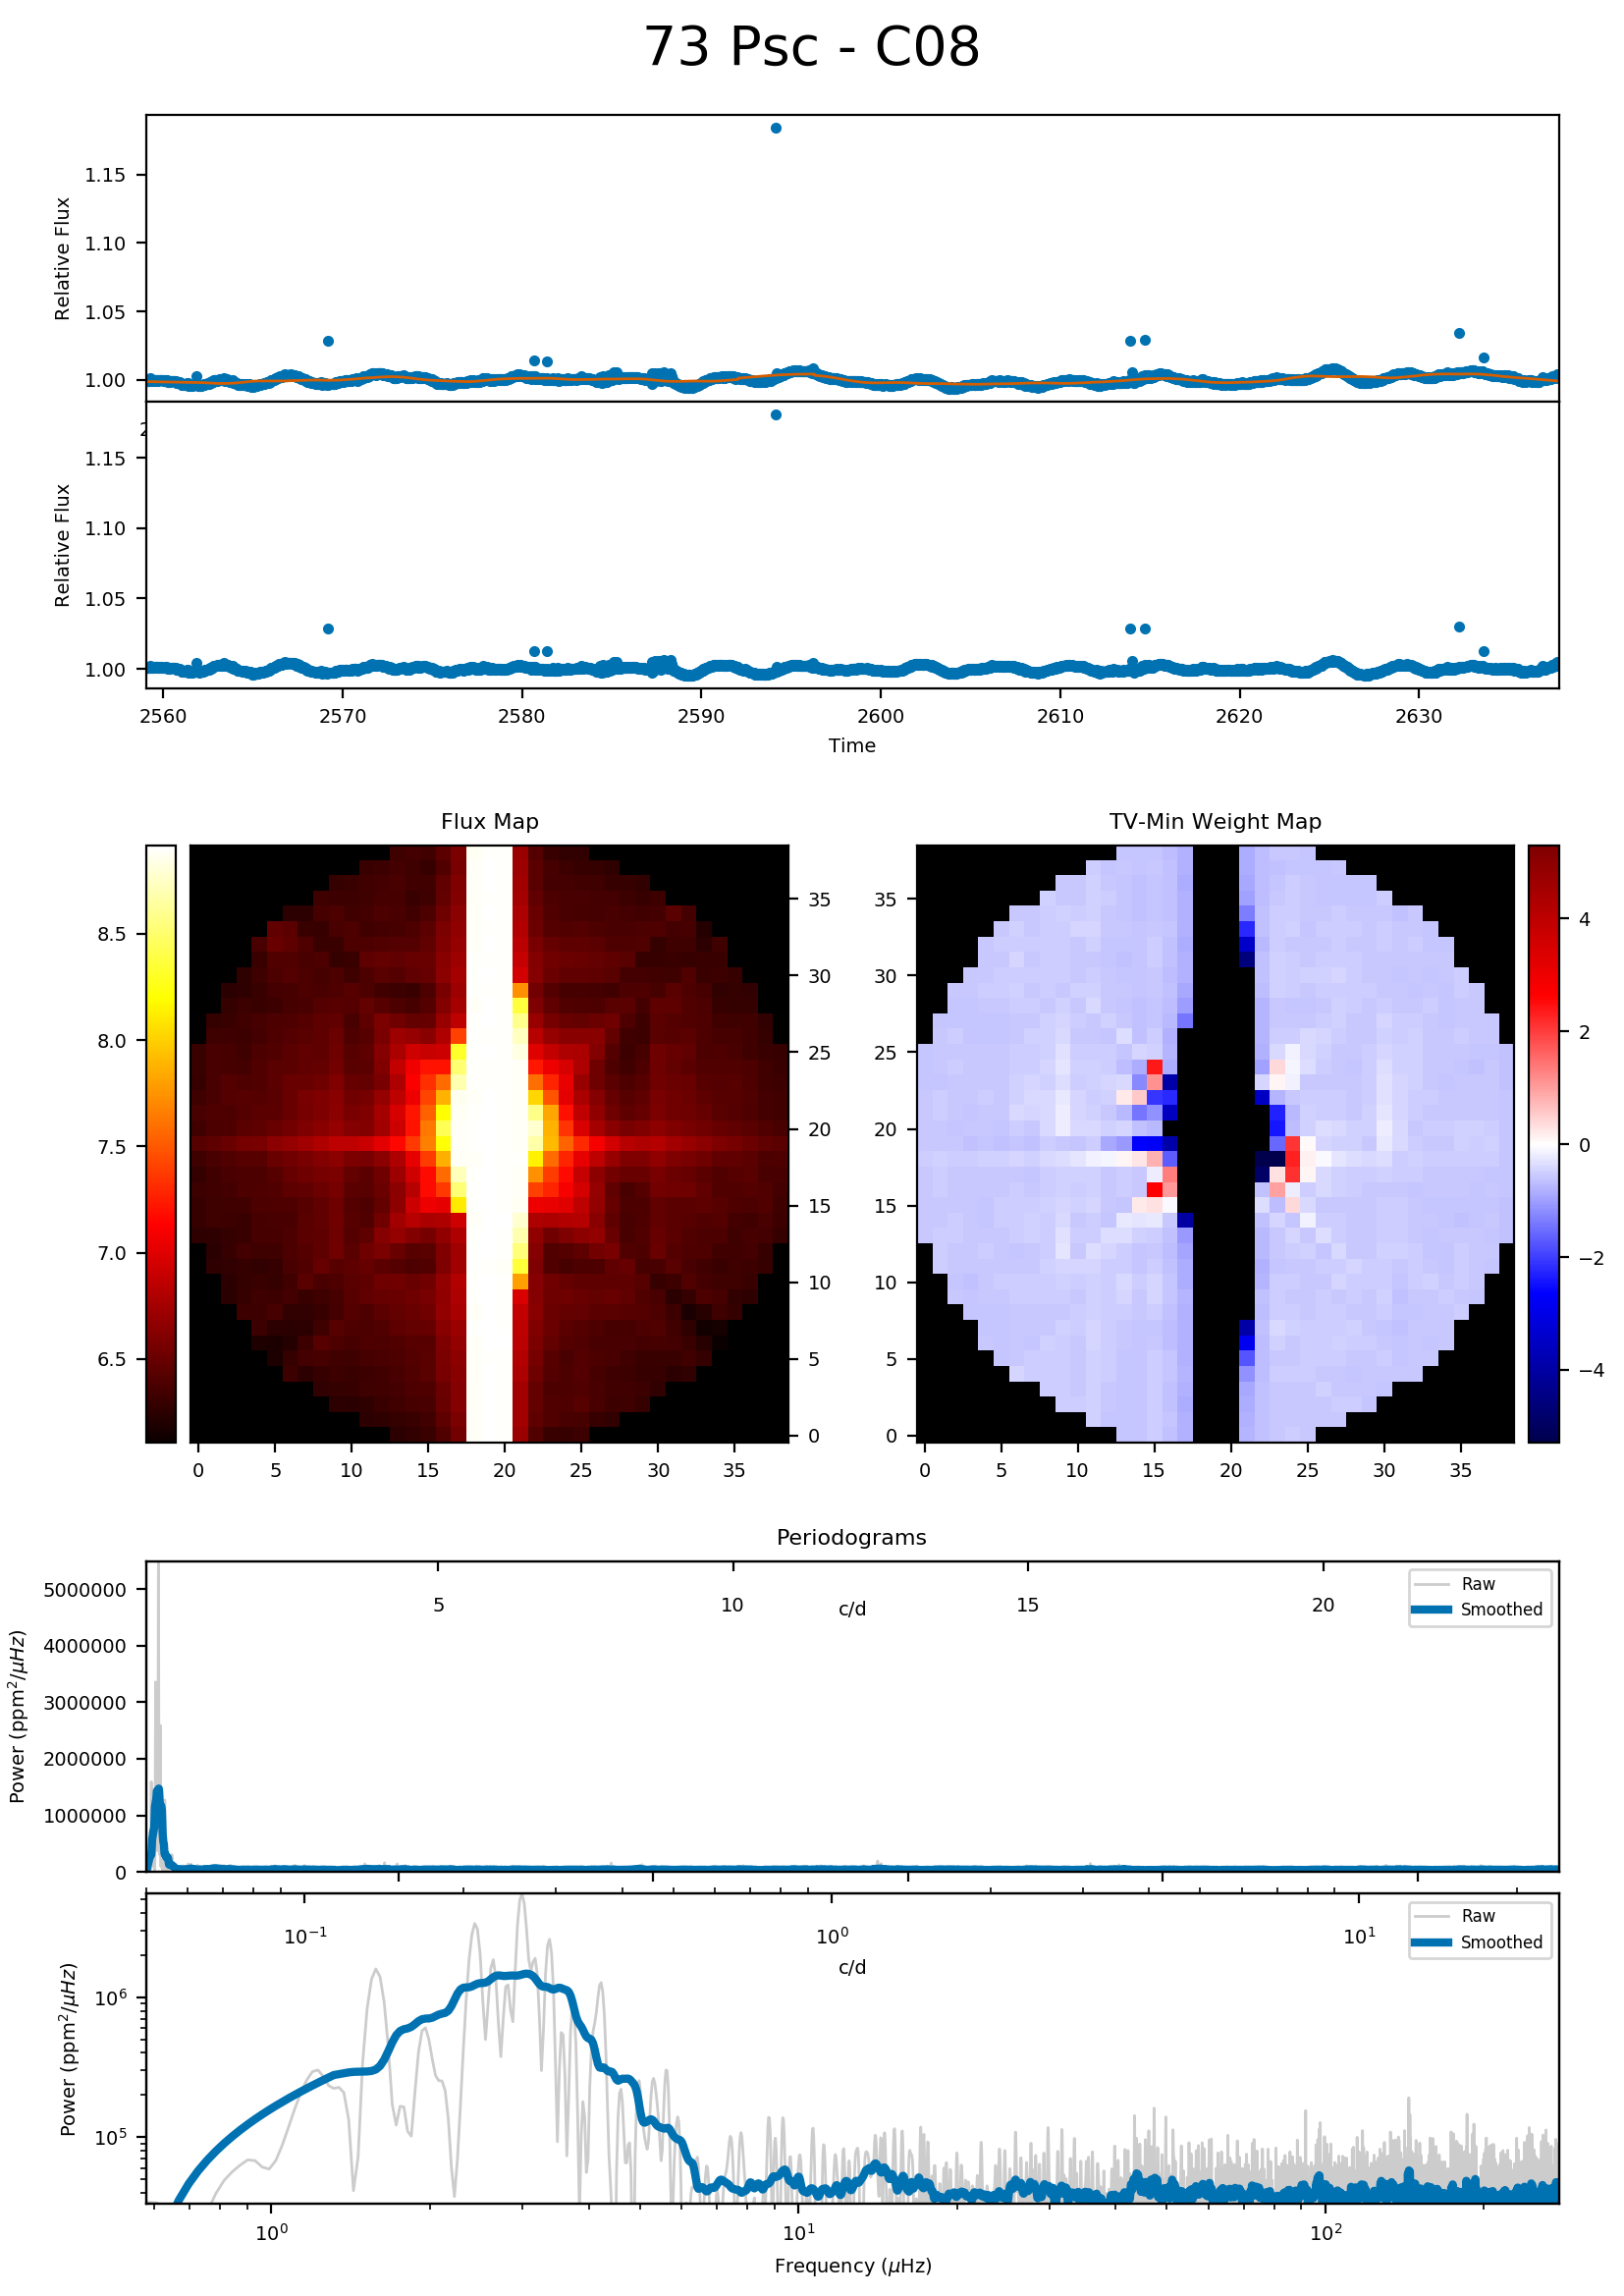 73 Psc - C08
1.15
1.10
1.05
1.00
Relative Flux
1.15
1.10
1.05
1.00
Relative Flux
2560 2570 2580 2590 2600 2610 2620 2630
Time
Flux Map
8.5
8.0
7.5
7.0
6.5
35
30
25
20
15
10
5
0
0 5 10 15 20 25 30 35
TV-Min Weight Map
35
30
25
20
15
10
5
0
0 5 10 15 20 25 30 35
4
2
0
−2
−4
Periodograms
5000000
4000000
3000000
2000000
1000000
0
Power (ppm²/μHz)
5 10 15 20
c/d
Raw
Smoothed
10⁶
10⁵
Power (ppm²/μHz)
10⁻¹ 10⁰ 10¹
c/d
Raw
Smoothed
10⁰ 10¹ 10²
Frequency (μHz)